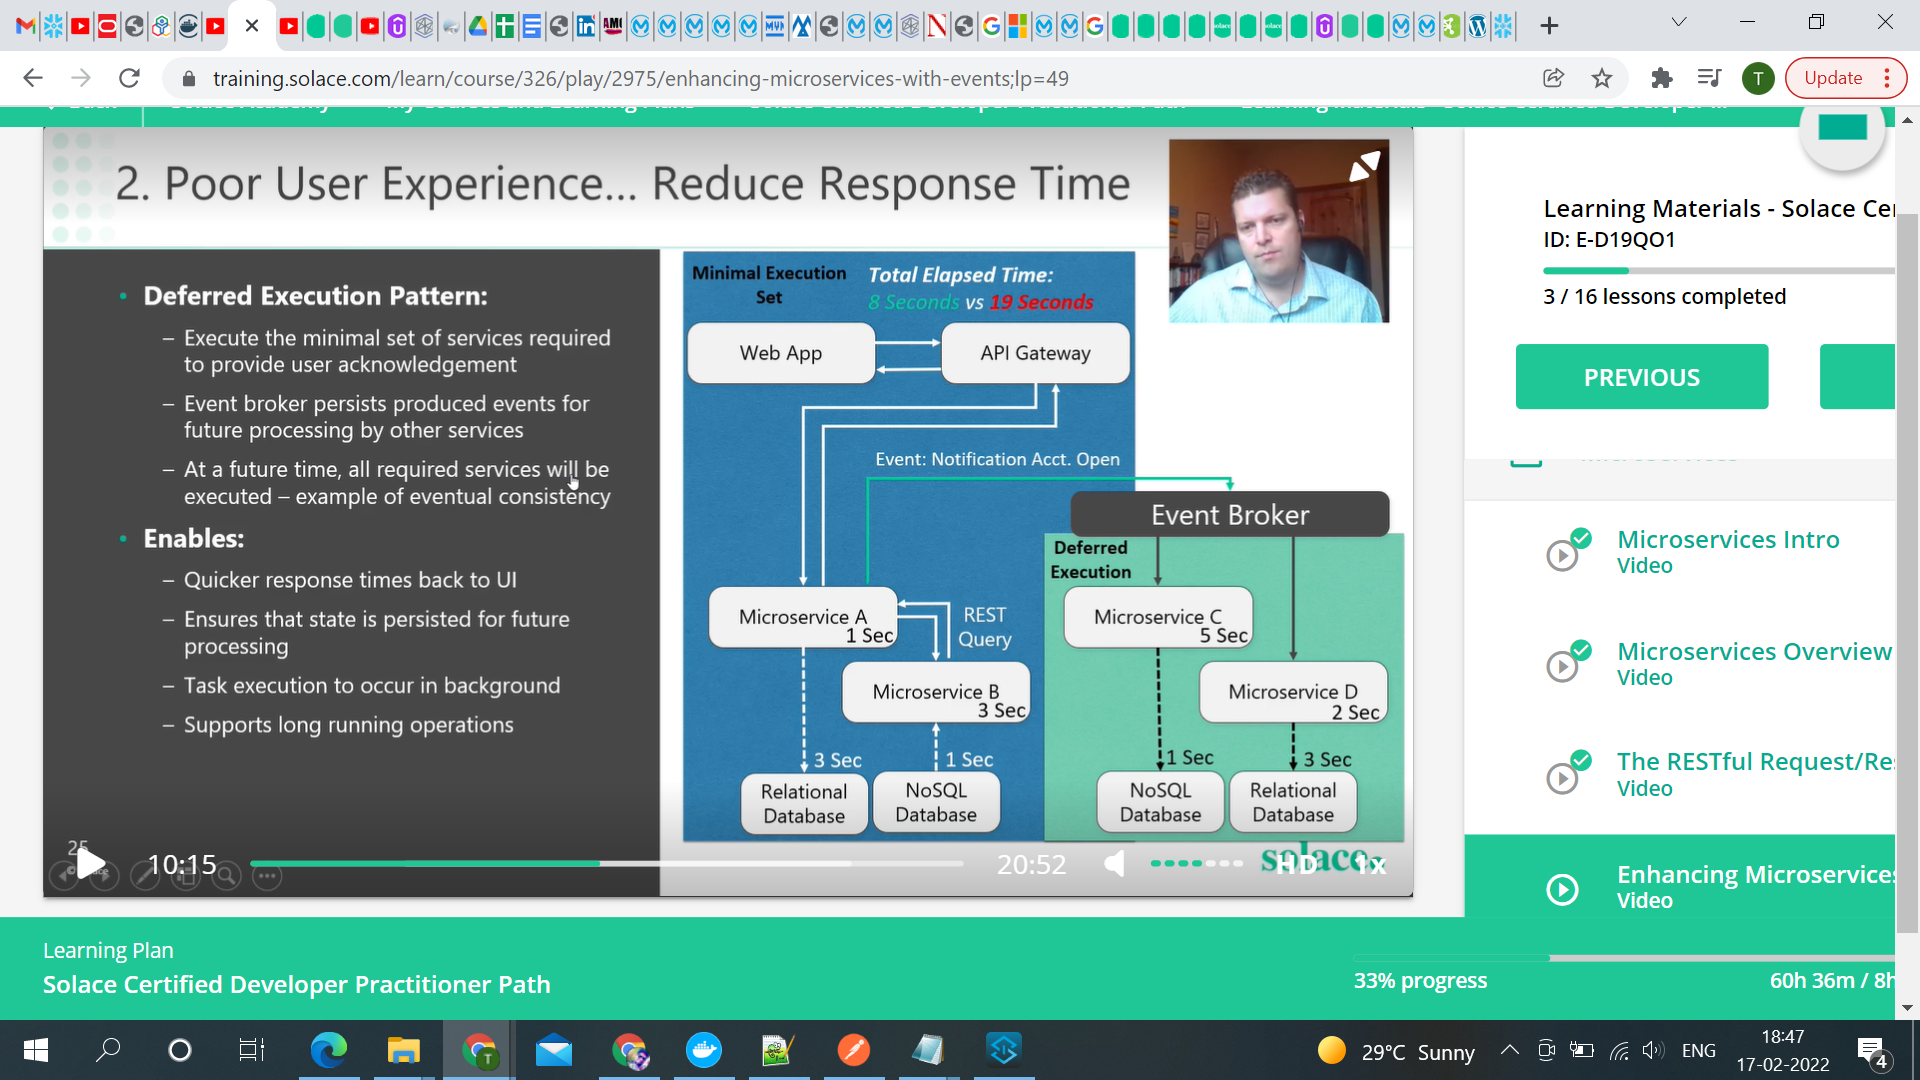 training.solace.com/learn/course/326/play/2975/enhancing-microservices-with-events;lp=49
T
Update
2. Poor User Experience... Reduce Response Time
• Deferred Execution Pattern:
– Execute the minimal set of services required
to provide user acknowledgement
– Event broker persists produced events for
future processing by other services
– At a future time, all required services will be
executed – example of eventual consistency
• Enables:
– Quicker response times back to UI
– Ensures that state is persisted for future
processing
– Task execution to occur in background
– Supports long running operations
Minimal Execution
Set
Total Elapsed Time:
8 Seconds vs 19 Seconds
Web App
API Gateway
Event: Notification Acct. Open
Event Broker
Deferred
Execution
Microservice A
1 Sec
REST
Query
Microservice B
3 Sec
Microservice C
5 Sec
Microservice D
2 Sec
3 Sec
1 Sec
1 Sec
3 Sec
Relational
Database
NoSQL
Database
NoSQL
Database
Relational
Database
25
10:15
20:52
solace
HD
1x
Learning Materials - Solace Cer
ID: E-D19QO1
3 / 16 lessons completed
PREVIOUS
Microservices Intro
Video
Microservices Overview
Video
The RESTful Request/Re
Video
Enhancing Microservices
Video
Learning Plan
Solace Certified Developer Practitioner Path
33% progress
60h 36m / 8h
29°C Sunny
ENG
18:47
17-02-2022
4